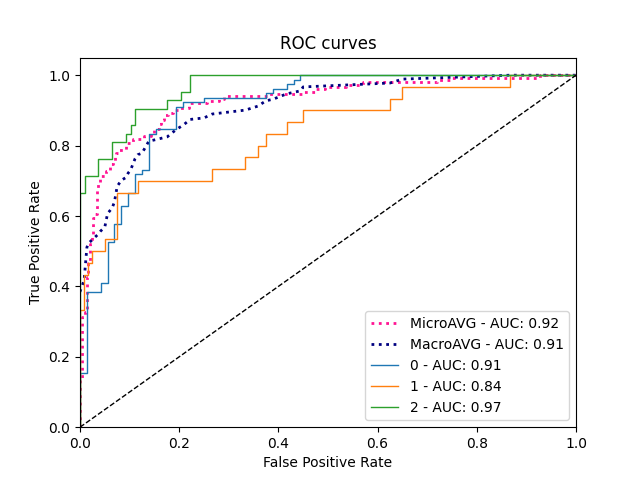 ROC curves
True Positive Rate
1.0
0.8
0.6
0.4
0.2
0.0
0.0 0.2 0.4 0.6 0.8 1.0
False Positive Rate
MicroAVG - AUC: 0.92
MacroAVG - AUC: 0.91
0 - AUC: 0.91
1 - AUC: 0.84
2 - AUC: 0.97